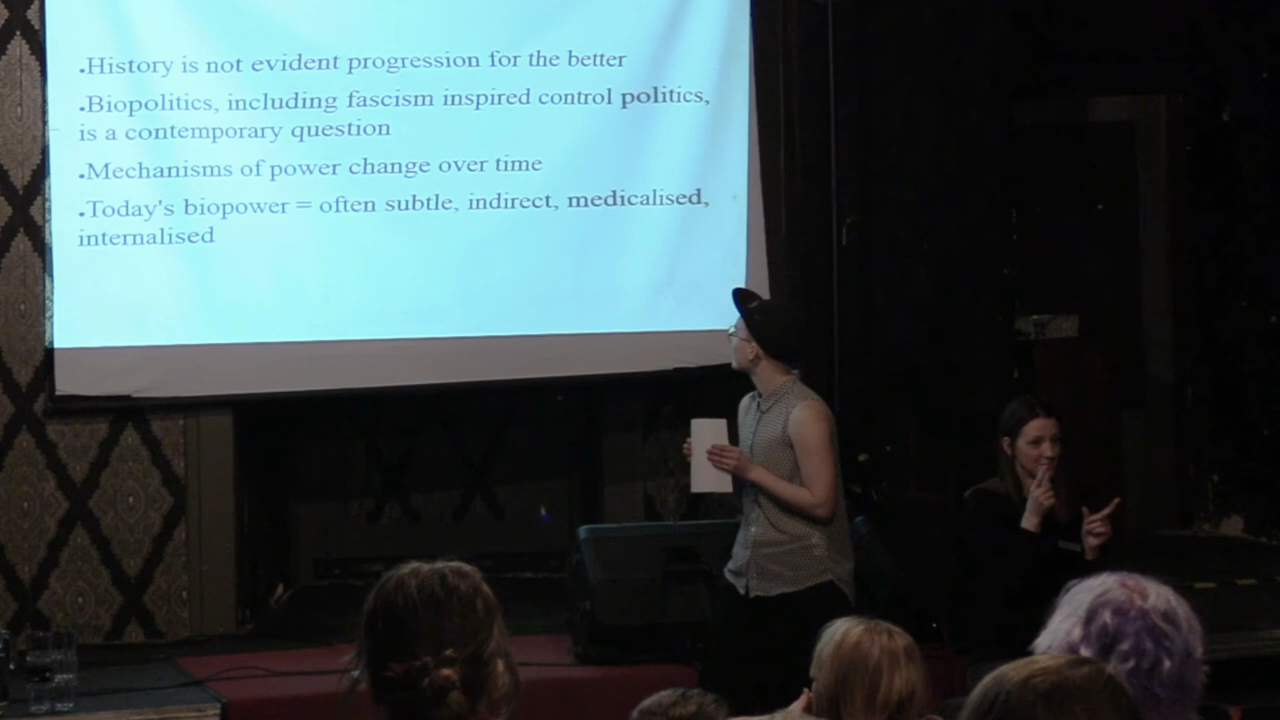 •History is not evident progression for the better
•Biopolitics, including fascism inspired control politics,
is a contemporary question
•Mechanisms of power change over time
•Today's biopower = often subtle, indirect, medicalised,
internalised